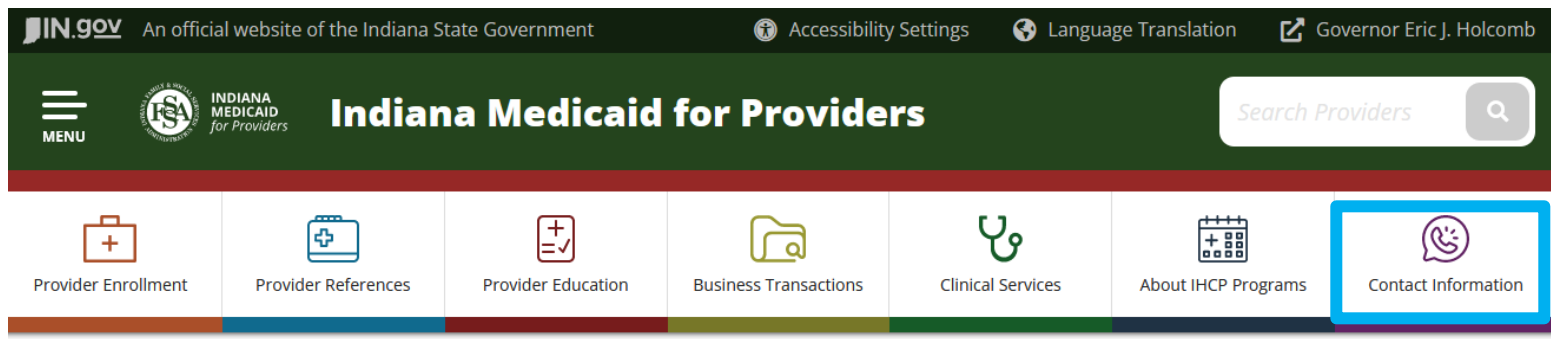 IN.gov An official website of the Indiana State Government Accessibility Settings Language Translation Governor Eric J. Holcomb
MENU
FSSA
INDIANA
MEDICAID
for Providers
Indiana Medicaid for Providers
Search Providers
Provider Enrollment
Provider References
Provider Education
Business Transactions
Clinical Services
About IHCP Programs
Contact Information